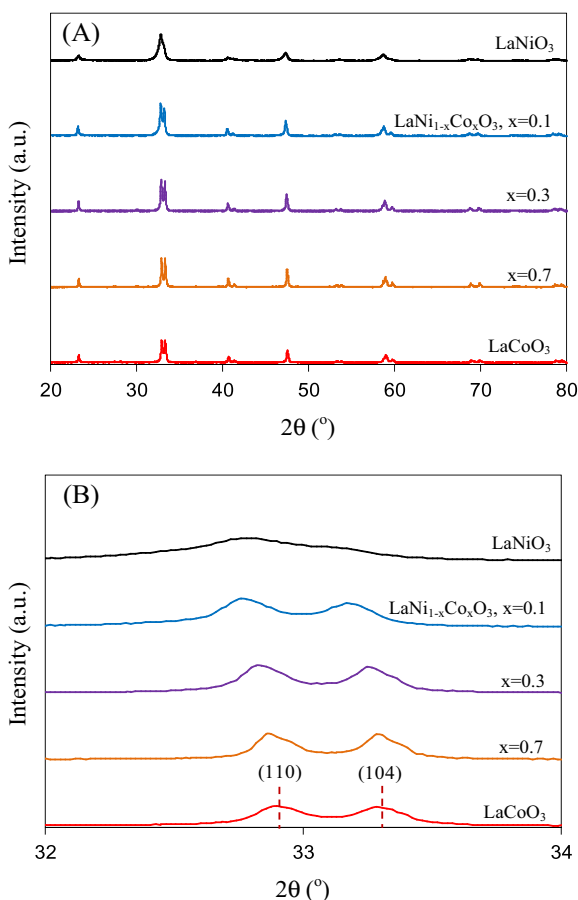 (A)
LaNiO₃
LaNi₁₋ₓCoₓO₃, x=0.1
x=0.3
x=0.7
LaCoO₃
Intensity (a.u.)
20 30 40 50 60 70 80
2θ (°)
(B)
LaNiO₃
LaNi₁₋ₓCoₓO₃, x=0.1
x=0.3
x=0.7
(110) (104)
LaCoO₃
Intensity (a.u.)
32 33 34
2θ (°)